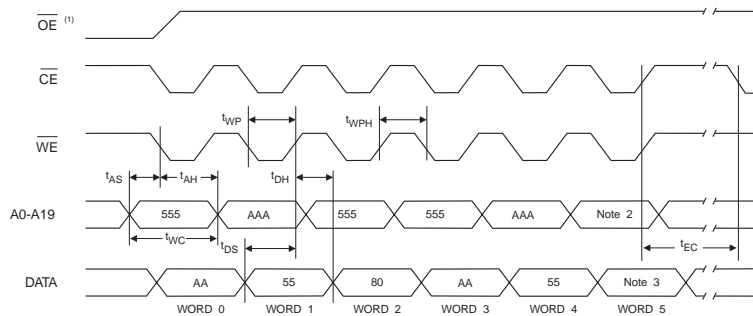 OE (1)
CE
tWP tWPH
WE
tAS tAH tDH
A0-A19 555 AAA 555 555 AAA Note 2
tWC tDS tEC
DATA AA 55 80 AA 55 Note 3
WORD 0 WORD 1 WORD 2 WORD 3 WORD 4 WORD 5